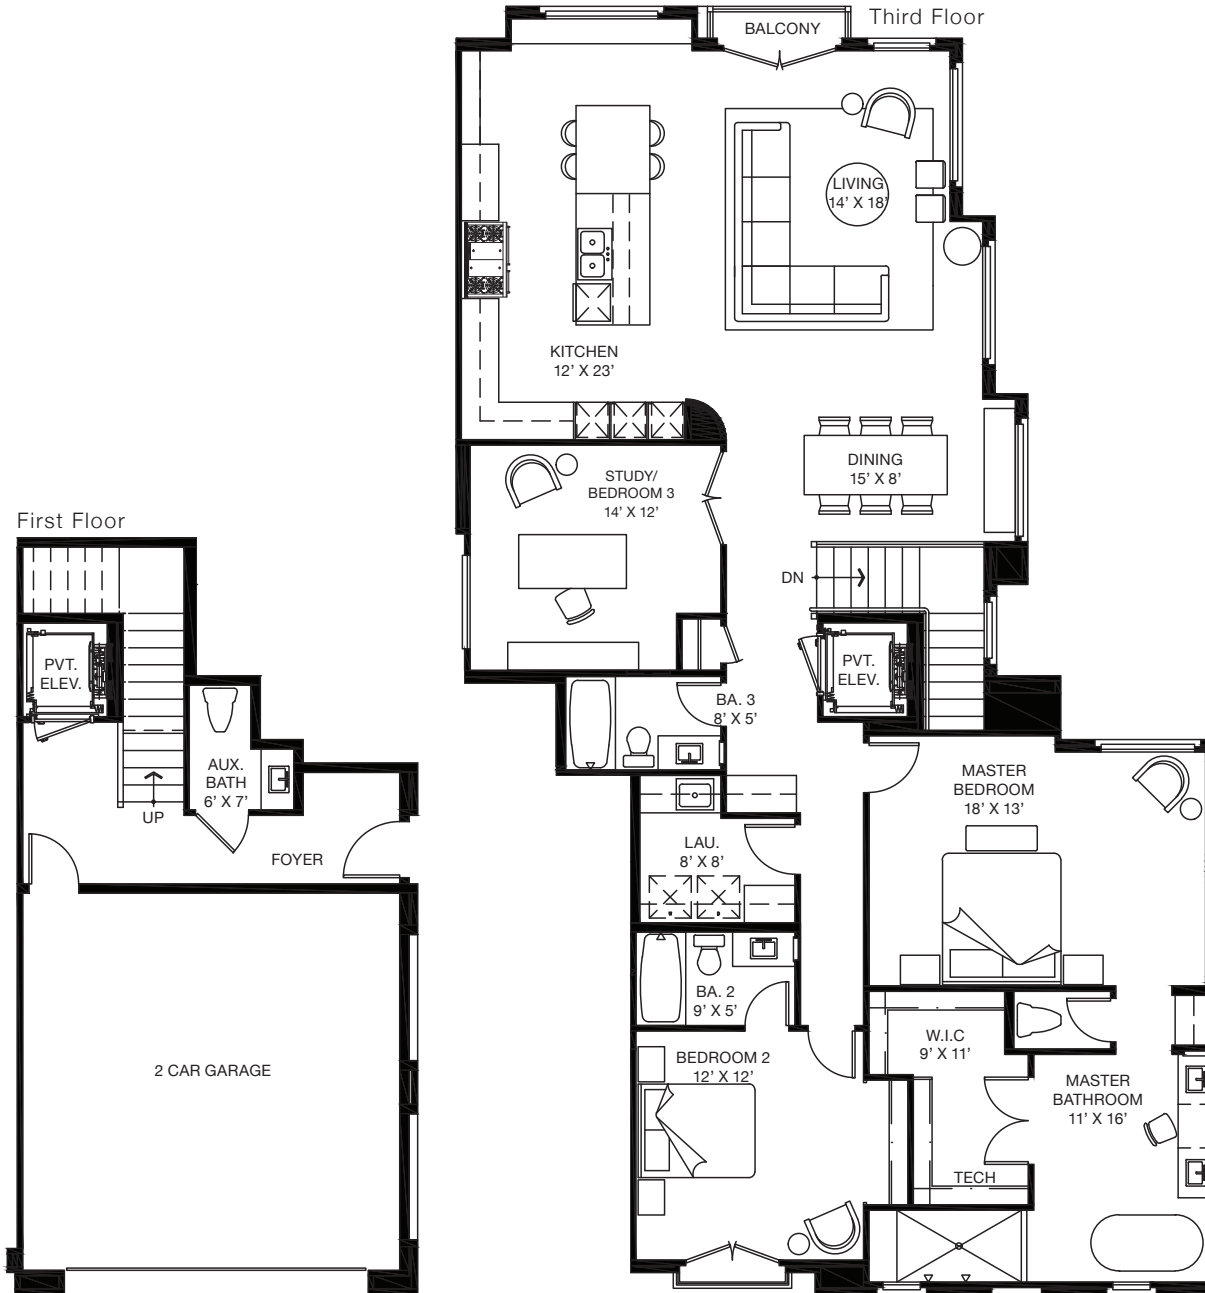 Third Floor
BALCONY
LIVING
14’ X 18’
KITCHEN
12’ X 23’
DINING
15’ X 8’
STUDY/
BEDROOM 3
14’ X 12’
DN
PVT.
ELEV.
BA. 3
8’ X 5’
MASTER
BEDROOM
18’ X 13’
LAU.
8’ X 8’
BA. 2
9’ X 5’
W.I.C
9’ X 11’
BEDROOM 2
12’ X 12’
MASTER
BATHROOM
11’ X 16’
TECH
First Floor
PVT.
ELEV.
AUX.
BATH
6’ X 7’
UP
FOYER
2 CAR GARAGE